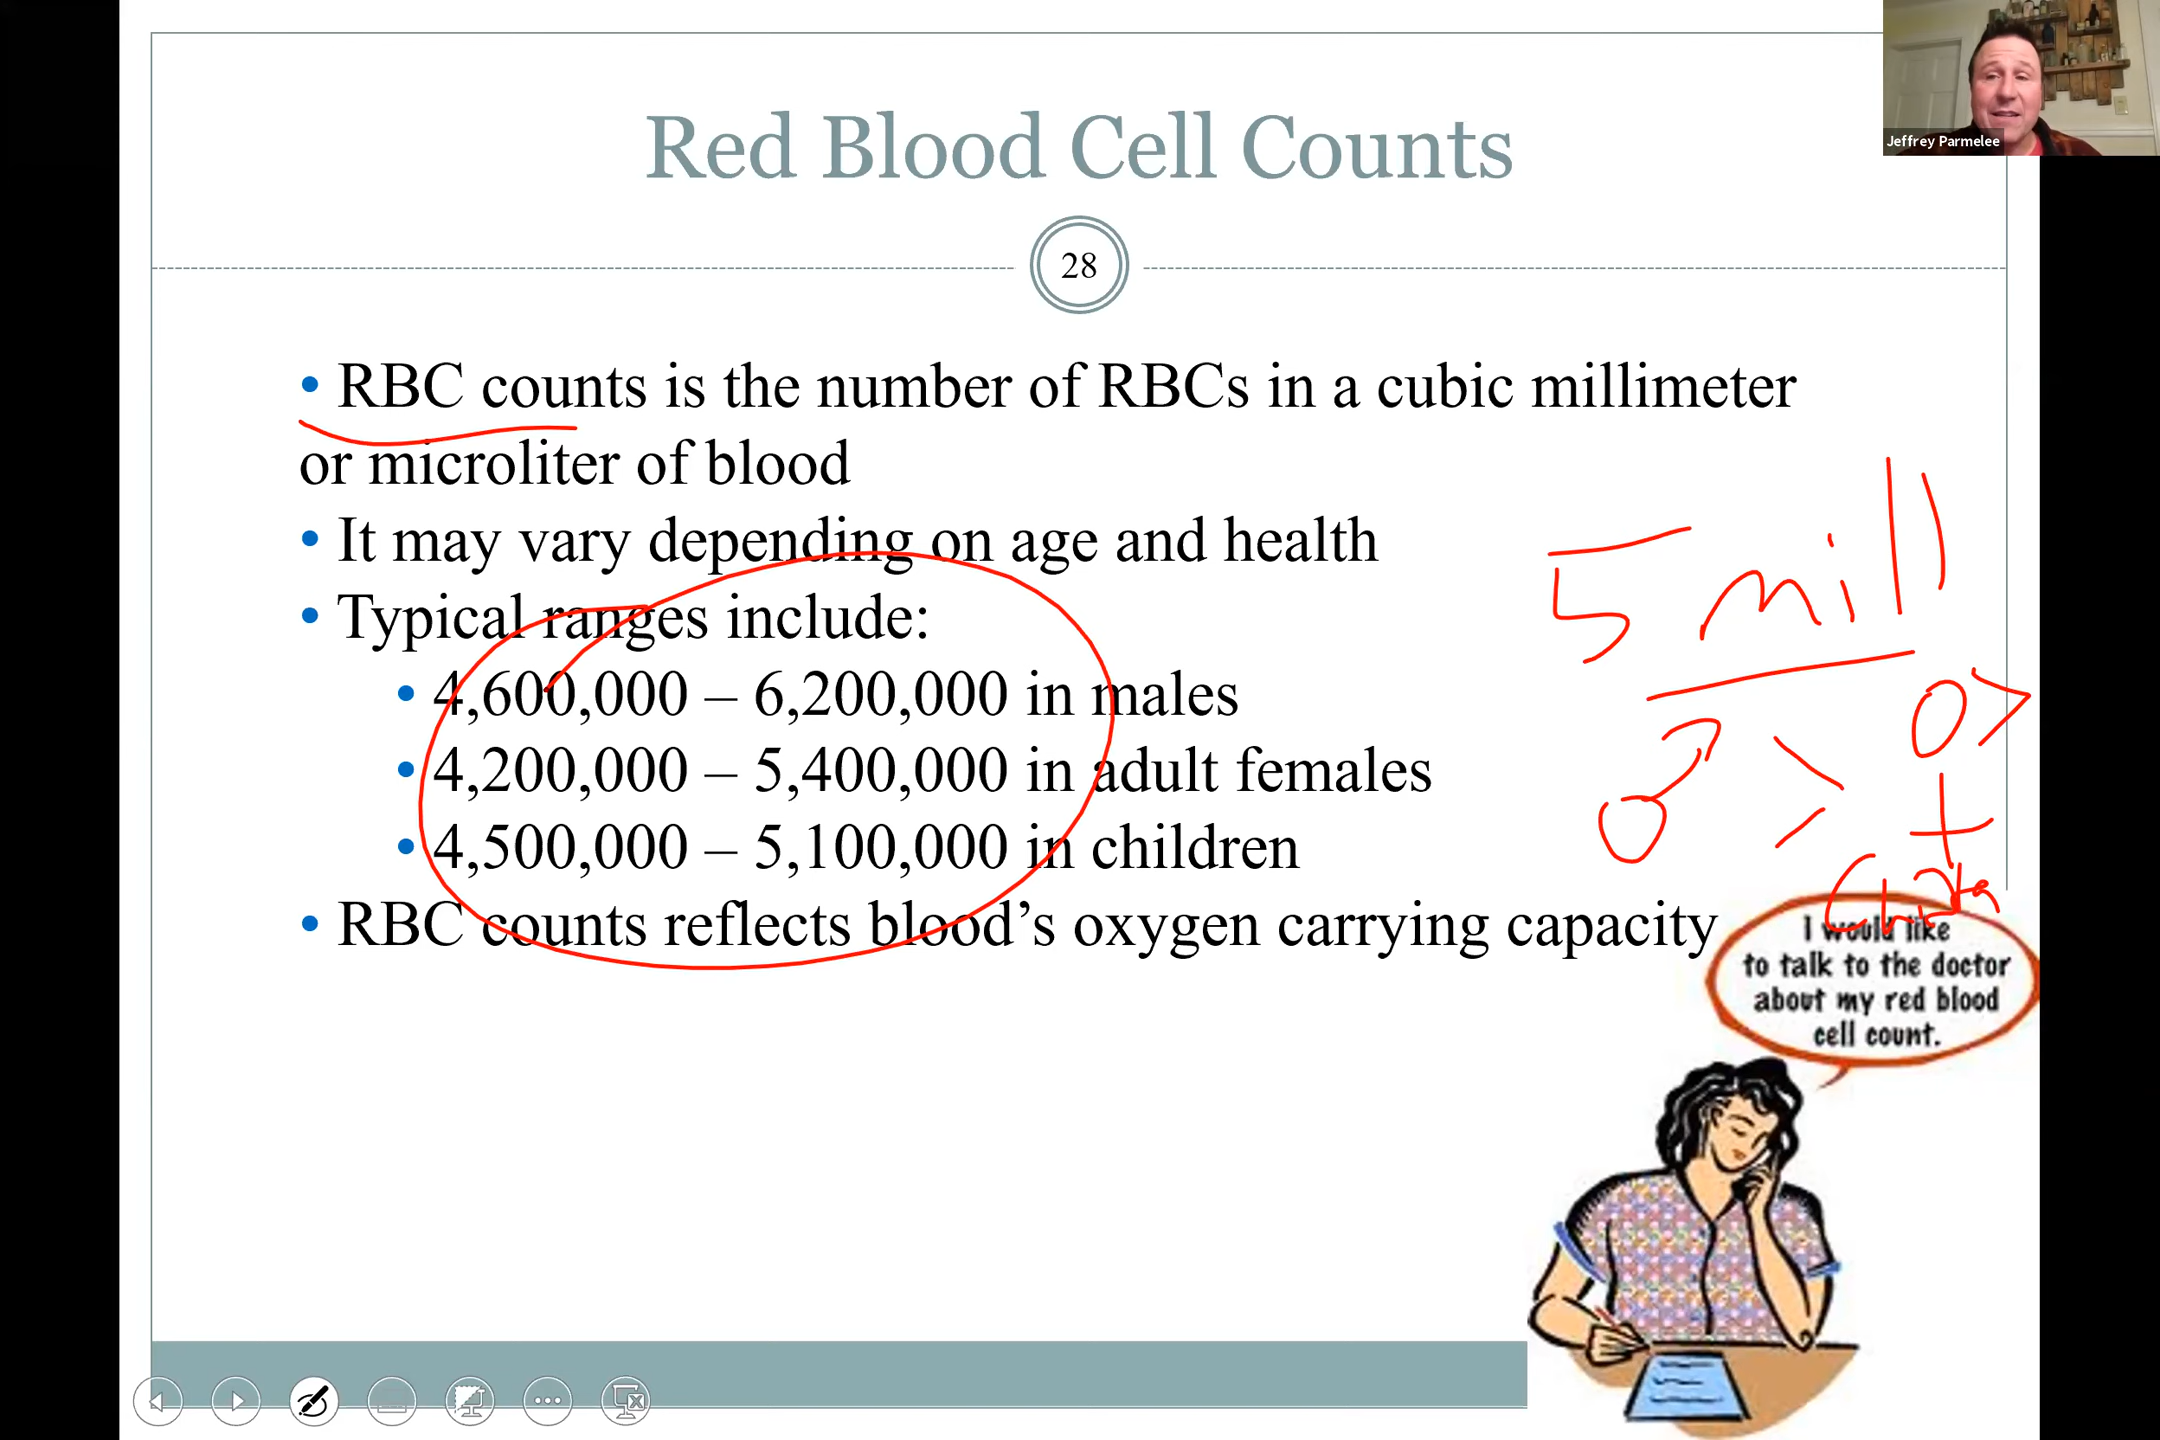 Red Blood Cell Counts
Jeffrey Parmelee
28
• RBC counts is the number of RBCs in a cubic millimeter
or microliter of blood
• It may vary depending on age and health
• Typical ranges include:
• 4,600,000 – 6,200,000 in males
• 4,200,000 – 5,400,000 in adult females
• 4,500,000 – 5,100,000 in children
• RBC counts reflects blood’s oxygen carrying capacity
5 mill
♂ > ♀ >
I would like
to talk to the doctor
about my red blood
cell count.